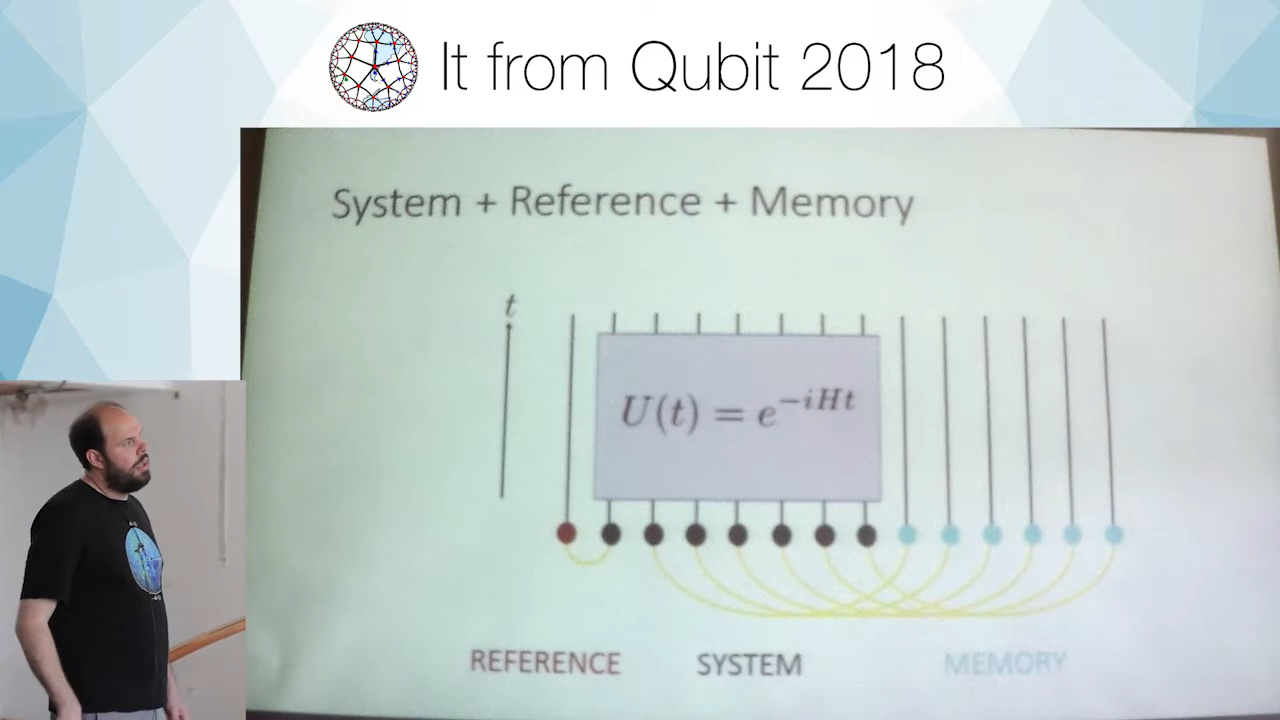 It from Qubit 2018
System + Reference + Memory
t
U(t) = e^{-iHt}
REFERENCE SYSTEM MEMORY